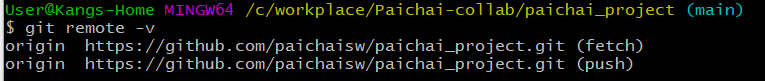 User@Kangs-Home MINGW64 /c/workplace/Paichai-collab/paichai_project (main)
$ git remote -v
origin  https://github.com/paichaisw/paichai_project.git (fetch)
origin  https://github.com/paichaisw/paichai_project.git (push)